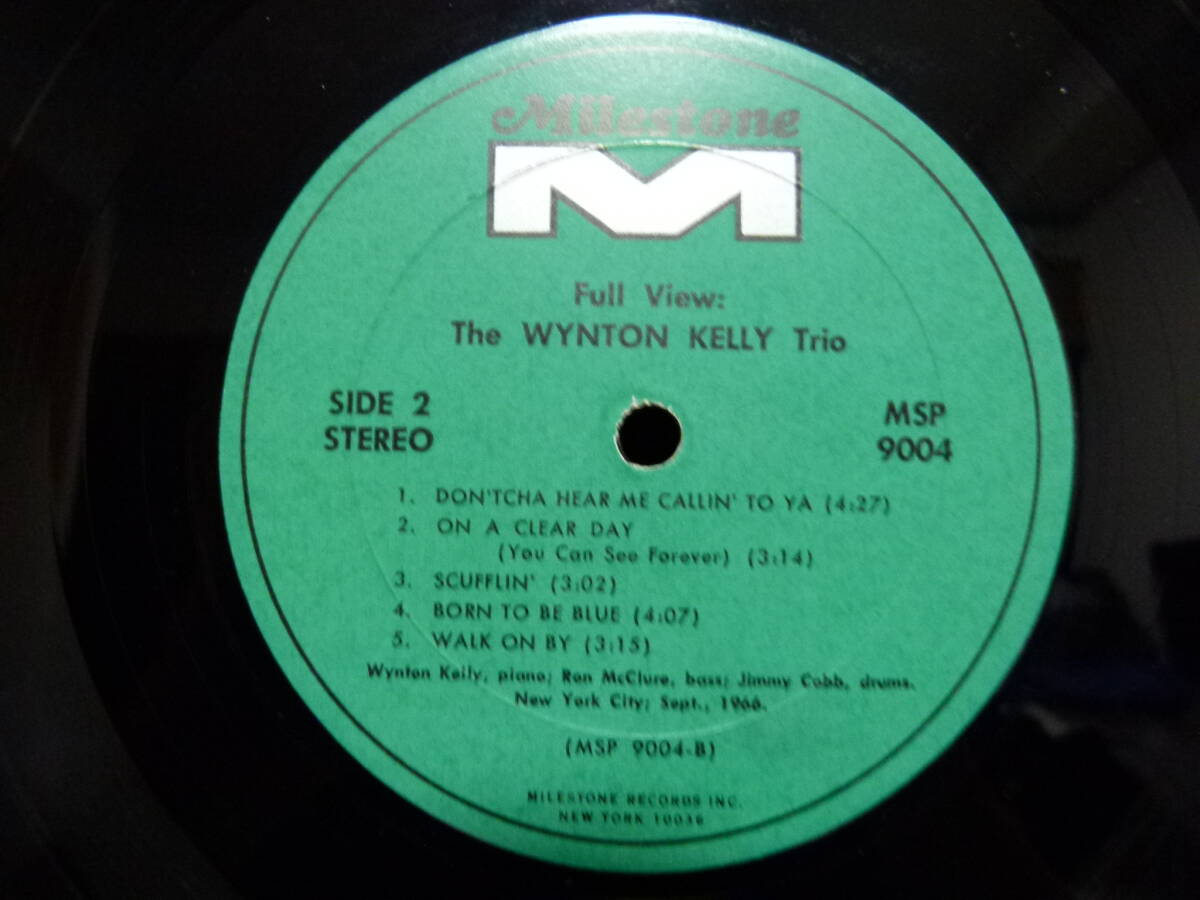 Milestone
M
Full View:
The WYNTON KELLY Trio
SIDE 2
STEREO
MSP
9004
1. DON'TCHA HEAR ME CALLIN' TO YA (4:27)
2. ON A CLEAR DAY
(You Can See Forever) (3:14)
3. SCUFFLIN' (3:02)
4. BORN TO BE BLUE (4:07)
5. WALK ON BY (3:15)
Wynton Kelly, piano; Ron McClure, bass; Jimmy Cobb, drums.
New York City; Sept., 1966.
(MSP 9004-B)
MILESTONE RECORDS INC.
NEW YORK 10036